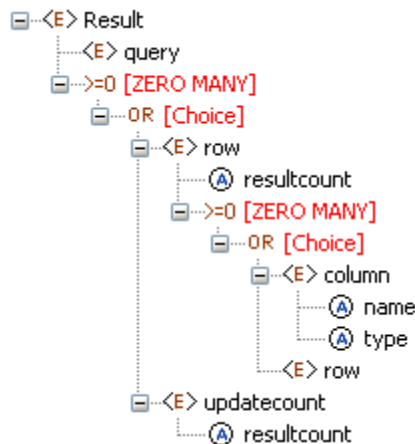 <E> Result
<E> query
>=0 [ZERO MANY]
OR [Choice]
<E> row
A resultcount
>=0 [ZERO MANY]
OR [Choice]
<E> column
A name
A type
<E> row
<E> updatecount
A resultcount